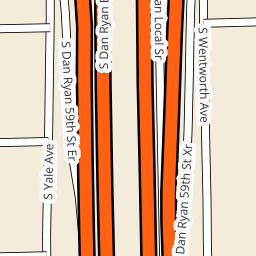 S Dan Ryan E
an Local Sr
S Dan Ryan 59th St Er
S Wentworth Ave
S Yale Ave
Dan Ryan 59th St Xr